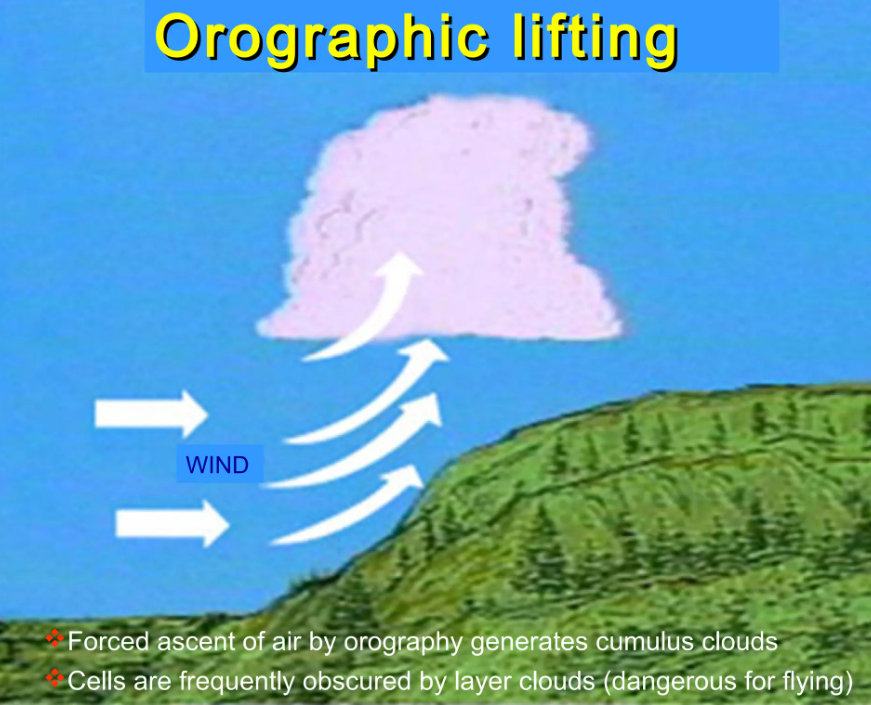 Orographic lifting
WIND
❖Forced ascent of air by orography generates cumulus clouds
❖Cells are frequently obscured by layer clouds (dangerous for flying)